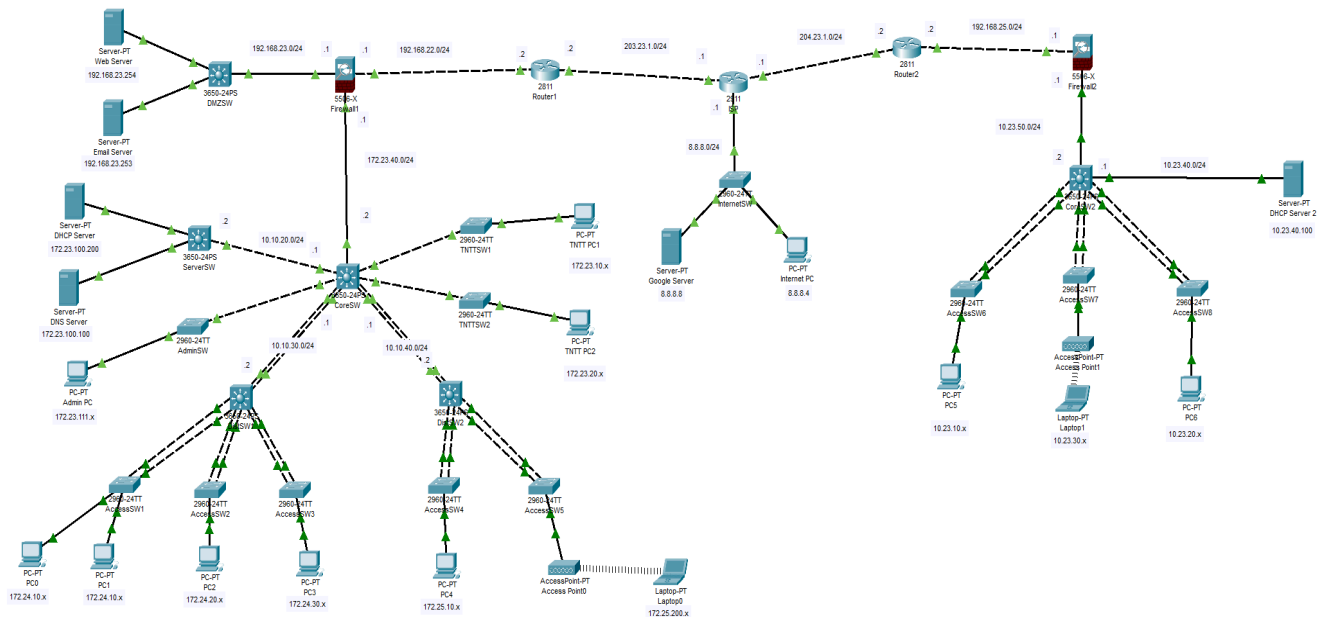 Server-PT
Web Server
192.168.23.254
Server-PT
Email Server
192.168.23.253
3650-24PS
DMZSW
192.168.23.0/24
.1
.1
5506-X
Firewall1
.1
192.168.22.0/24
.2
2811
Router1
.2
203.23.1.0/24
.1
.1
.1
8.8.8.0/24
2960-24TT
InternetSW
Server-PT
Google Server
8.8.8.8
PC-PT
Internet PC
8.8.8.4
204.23.1.0/24
.2
2811
Router2
.2
192.168.25.0/24
.1
5506-X
Firewall2
.1
10.23.50.0/24
.2
.1
10.23.40.0/24
Server-PT
DHCP Server 2
10.23.40.100
CoreSW2
172.23.40.0/24
.2
Server-PT
DHCP Server
172.23.100.200
Server-PT
DNS Server
172.23.100.100
3650-24PS
ServerSW
.2
10.10.20.0/24
.1
3650-24PS
CoreSW
2960-24TT
TNTTSW1
PC-PT
TNTT PC1
172.23.10.x
2960-24TT
TNTTSW2
PC-PT
TNTT PC2
172.23.20.x
2960-24TT
AdminSW
PC-PT
Admin PC
172.23.111.x
.1
.1
10.10.30.0/24
10.10.40.0/24
.2
.2
2960-24TT
AccessSW1
2960-24TT
AccessSW2
2960-24TT
AccessSW3
2960-24TT
AccessSW4
2960-24TT
AccessSW5
PC-PT
PC0
172.24.10.x
PC-PT
PC1
172.24.10.x
PC-PT
PC2
172.24.20.x
PC-PT
PC3
172.24.30.x
PC-PT
PC4
172.25.10.x
AccessPoint-PT
Access Point0
Laptop-PT
Laptop0
172.25.200.x
2960-24TT
AccessSW6
2960-24TT
AccessSW7
2960-24TT
AccessSW8
AccessPoint-PT
Access Point1
PC-PT
PC5
10.23.10.x
Laptop-PT
Laptop1
10.23.30.x
PC-PT
PC6
10.23.20.x